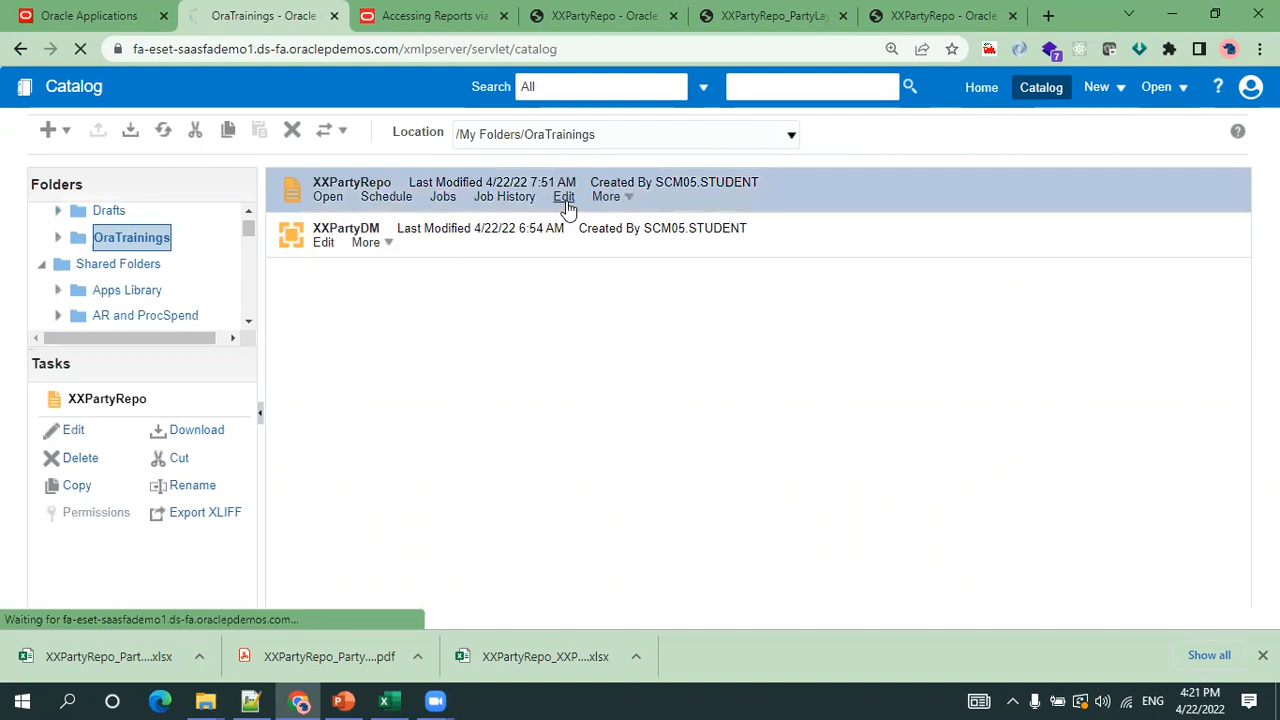 Oracle Applications
OraTrainings - Oracle
Accessing Reports via
XXPartyRepo - Oracle
XXPartyRepo_PartyLay
XXPartyRepo - Oracle
fa-eset-saasfademo1.ds-fa.oraclepdemos.com/xmlpserver/servlet/catalog
7
Catalog
Search
All
Home
Catalog
New
Open
Location
/My Folders/OraTrainings
Folders
Drafts
OraTrainings
Shared Folders
Apps Library
AR and ProcSpend
XXPartyRepo Last Modified 4/22/22 7:51 AM Created By SCM05.STUDENT
Open Schedule Jobs Job History Edit More
XXPartyDM Last Modified 4/22/22 6:54 AM Created By SCM05.STUDENT
Edit More
Tasks
XXPartyRepo
Edit Download
Delete Cut
Copy Rename
Permissions Export XLIFF
Waiting for fa-eset-saasfademo1.ds-fa.oraclepdemos.com...
XXPartyRepo_Part....xlsx
XXPartyRepo_Party....pdf
XXPartyRepo_XXP....xlsx
Show all
ENG
4:21 PM
4/22/2022